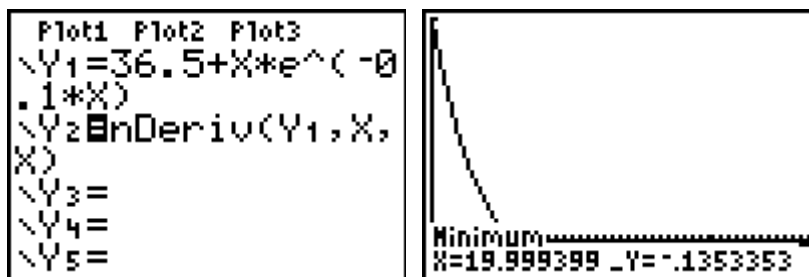 Plot1 Plot2 Plot3
\Y₁=36.5+X*e^(-0
.1*X)
\Y₂=nDeriv(Y₁,X,
X)
\Y₃=
\Y₄=
\Y₅=
Minimum
X=19.999399 Y=-.1353353